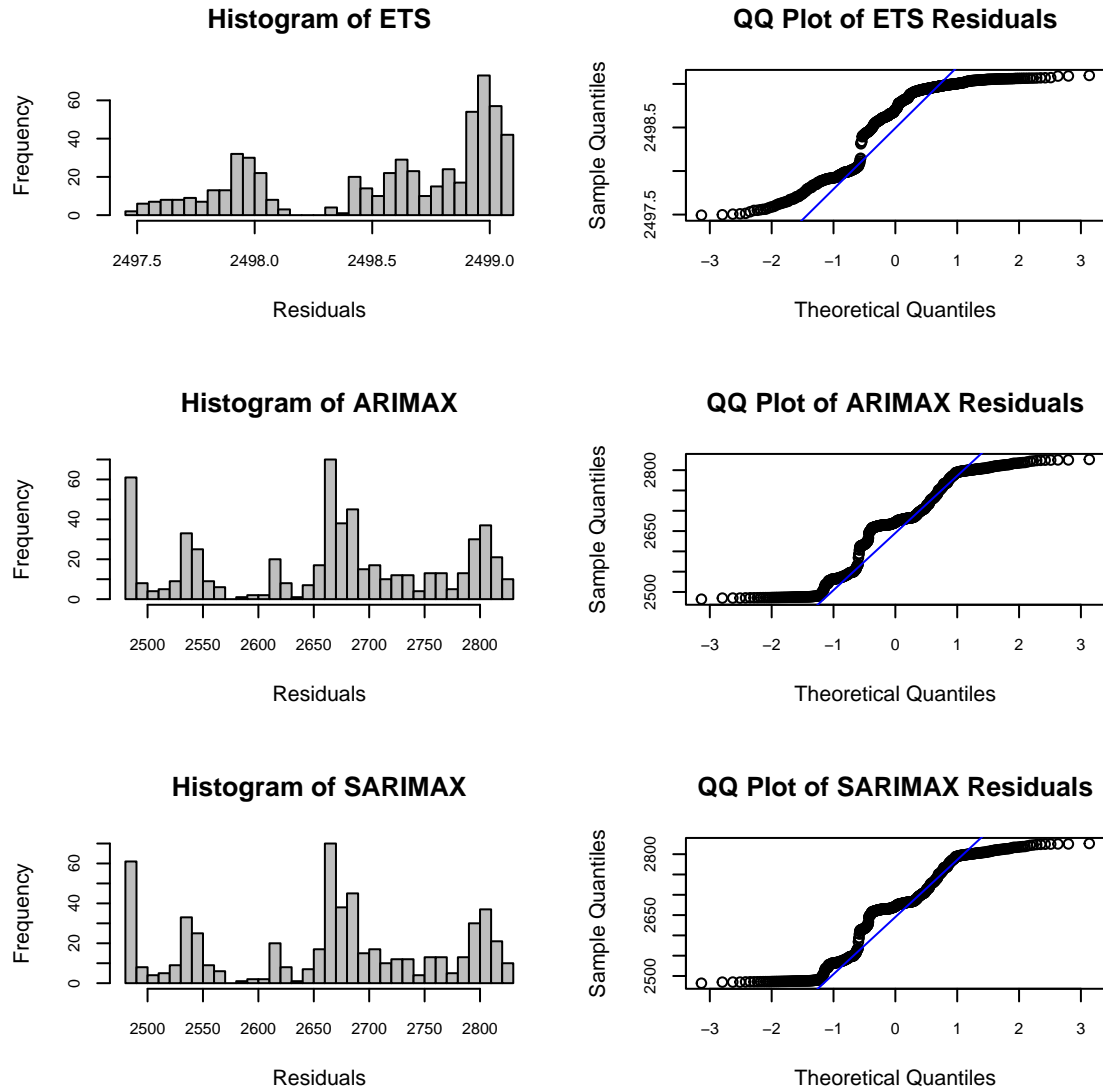 Histogram of ETS
Frequency
0 20 40 60
2497.5 2498.0 2498.5 2499.0
Residuals
QQ Plot of ETS Residuals
Sample Quantiles
2497.5 2498.5
−3 −2 −1 0 1 2 3
Theoretical Quantiles
Histogram of ARIMAX
Frequency
0 20 40 60
2500 2550 2600 2650 2700 2750 2800
Residuals
QQ Plot of ARIMAX Residuals
Sample Quantiles
2500 2650 2800
−3 −2 −1 0 1 2 3
Theoretical Quantiles
Histogram of SARIMAX
Frequency
0 20 40 60
2500 2550 2600 2650 2700 2750 2800
Residuals
QQ Plot of SARIMAX Residuals
Sample Quantiles
2500 2650 2800
−3 −2 −1 0 1 2 3
Theoretical Quantiles